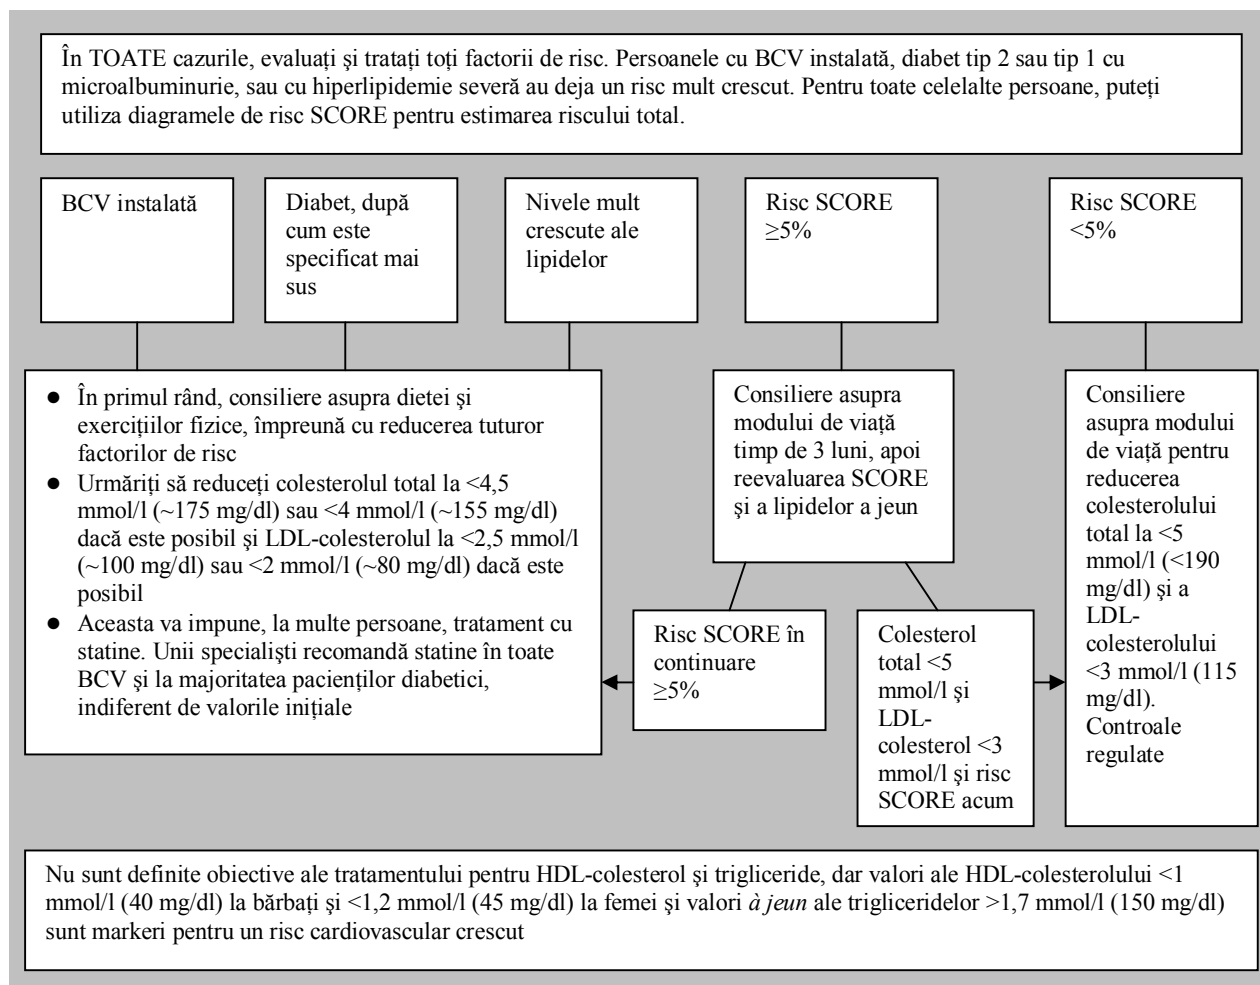 În TOATE cazurile, evaluaţi şi trataţi toţi factorii de risc. Persoanele cu BCV instalată, diabet tip 2 sau tip 1 cu
microalbuminurie, sau cu hiperlipidemie severă au deja un risc mult crescut. Pentru toate celelalte persoane, puteţi
utiliza diagramele de risc SCORE pentru estimarea riscului total.
BCV instalată
Diabet, după
cum este
specificat mai
sus
Nivele mult
crescute ale
lipidelor
Risc SCORE
≥5%
Risc SCORE
<5%
● În primul rând, consiliere asupra dietei şi
exerciţiilor fizice, împreună cu reducerea tuturor
factorilor de risc
● Urmăriţi să reduceţi colesterolul total la <4,5
mmol/l (~175 mg/dl) sau <4 mmol/l (~155 mg/dl)
dacă este posibil şi LDL-colesterolul la <2,5 mmol/l
(~100 mg/dl) sau <2 mmol/l (~80 mg/dl) dacă este
posibil
● Aceasta va impune, la multe persoane, tratament cu
statine. Unii specialişti recomandă statine în toate
BCV şi la majoritatea pacienţilor diabetici,
indiferent de valorile iniţiale
Consiliere asupra
modului de viaţă
timp de 3 luni, apoi
reevaluarea SCORE
şi a lipidelor a jeun
Risc SCORE în
continuare
≥5%
Colesterol
total <5
mmol/l şi
LDL-
colesterol <3
mmol/l şi risc
SCORE acum
Consiliere
asupra modului
de viaţă pentru
reducerea
colesterolului
total la <5
mmol/l (<190
mg/dl) şi a
LDL-
colesterolului
<3 mmol/l (115
mg/dl).
Controale
regulate
Nu sunt definite obiective ale tratamentului pentru HDL-colesterol şi trigliceride, dar valori ale HDL-colesterolului <1
mmol/l (40 mg/dl) la bărbaţi şi <1,2 mmol/l (45 mg/dl) la femei şi valori à jeun ale trigliceridelor >1,7 mmol/l (150 mg/dl)
sunt markeri pentru un risc cardiovascular crescut